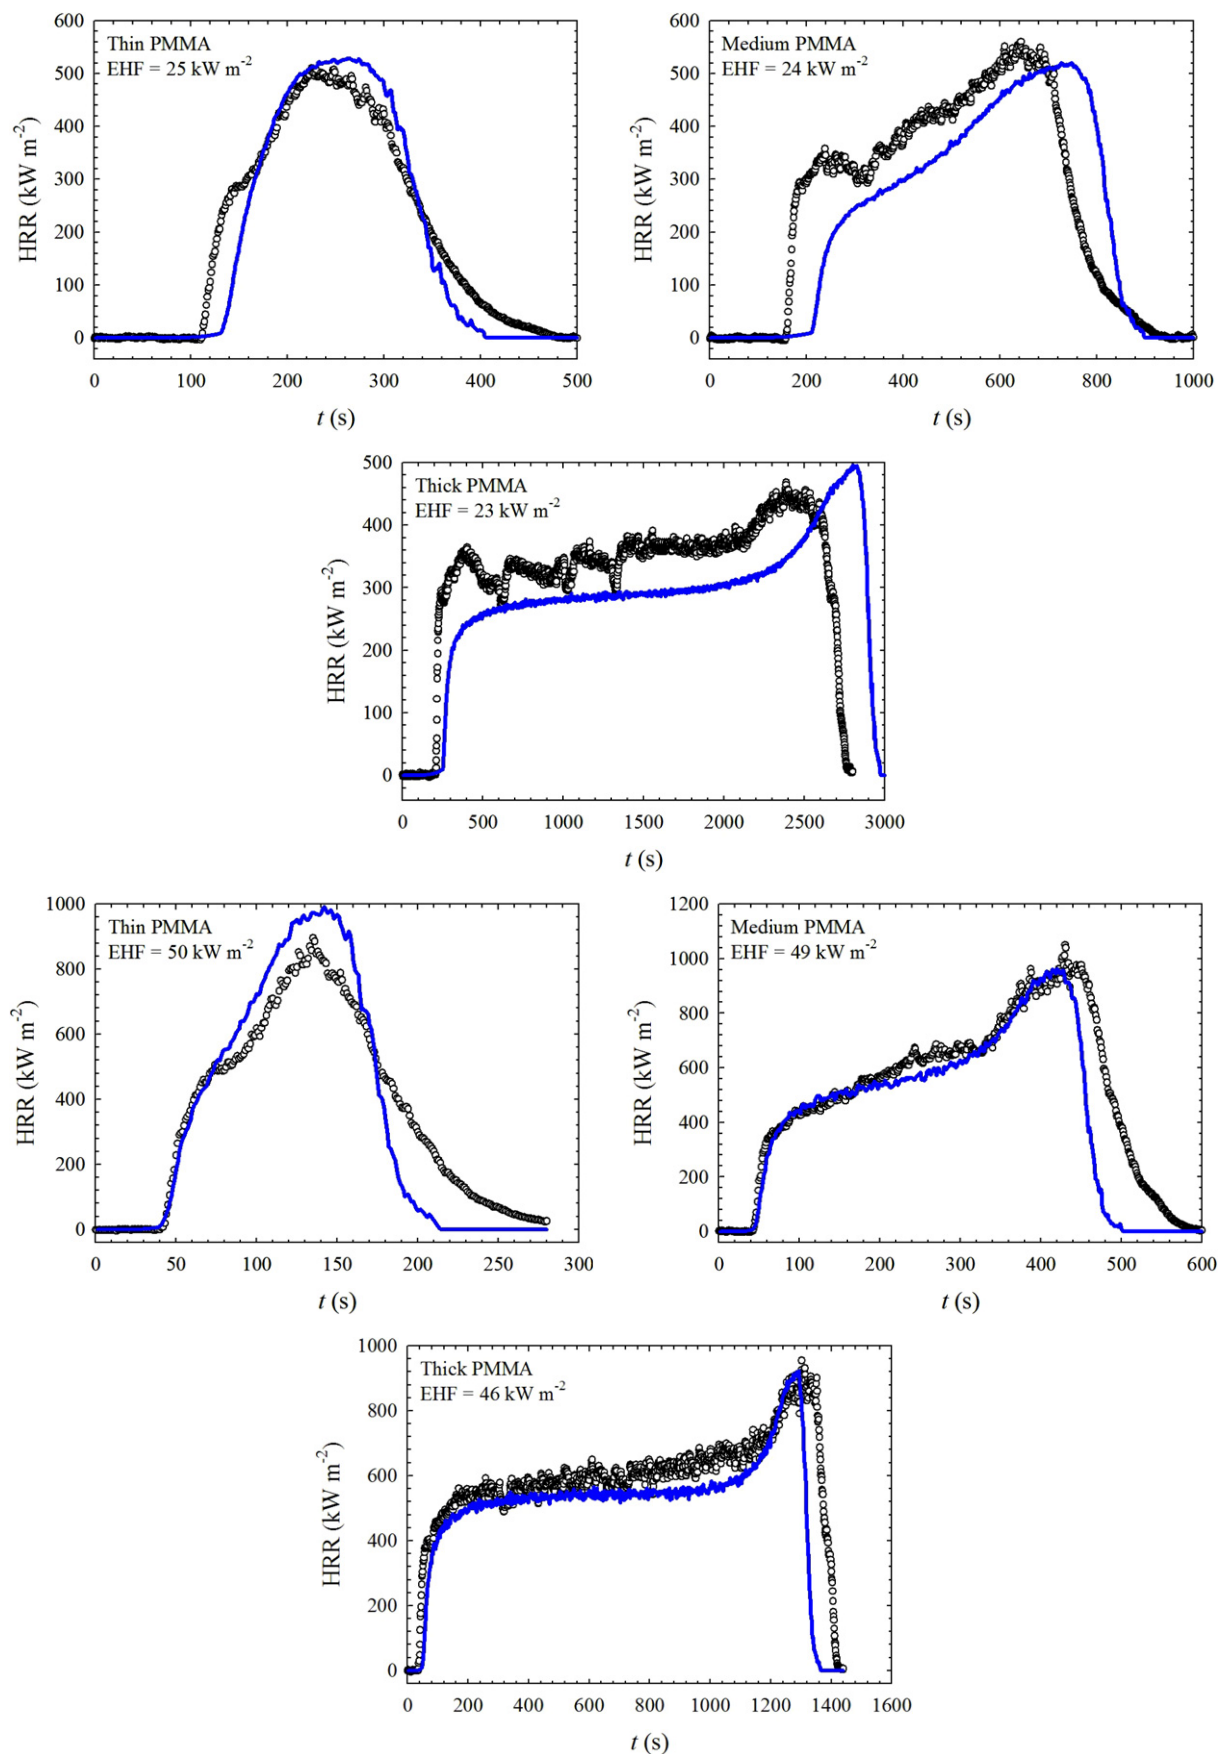 600
500
400
300
200
100
0
HRR (kW m⁻²)
Thin PMMA
EHF = 25 kW m⁻²
0 100 200 300 400 500
t (s)
600
500
400
300
200
100
0
HRR (kW m⁻²)
Medium PMMA
EHF = 24 kW m⁻²
0 200 400 600 800 1000
t (s)
500
400
300
200
100
0
HRR (kW m⁻²)
Thick PMMA
EHF = 23 kW m⁻²
0 500 1000 1500 2000 2500 3000
t (s)
1000
800
600
400
200
0
HRR (kW m⁻²)
Thin PMMA
EHF = 50 kW m⁻²
0 50 100 150 200 250 300
t (s)
1200
1000
800
600
400
200
0
HRR (kW m⁻²)
Medium PMMA
EHF = 49 kW m⁻²
0 100 200 300 400 500 600
t (s)
1000
800
600
400
200
0
HRR (kW m⁻²)
Thick PMMA
EHF = 46 kW m⁻²
0 200 400 600 800 1000 1200 1400 1600
t (s)